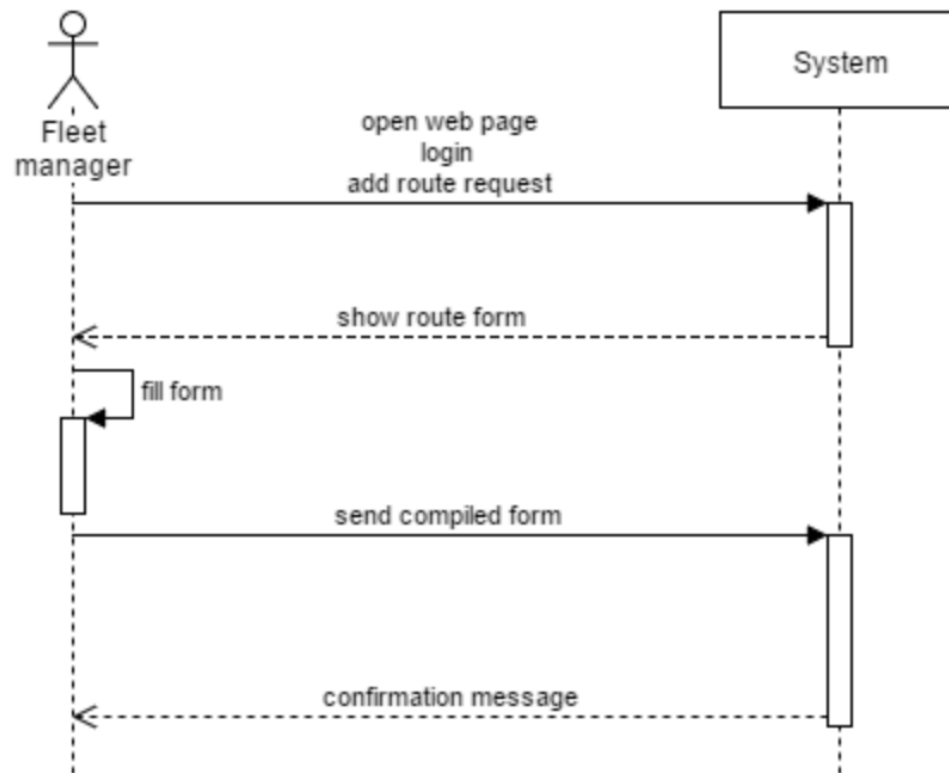 System
Fleet
manager
open web page
login
add route request
show route form
fill form
send compiled form
confirmation message